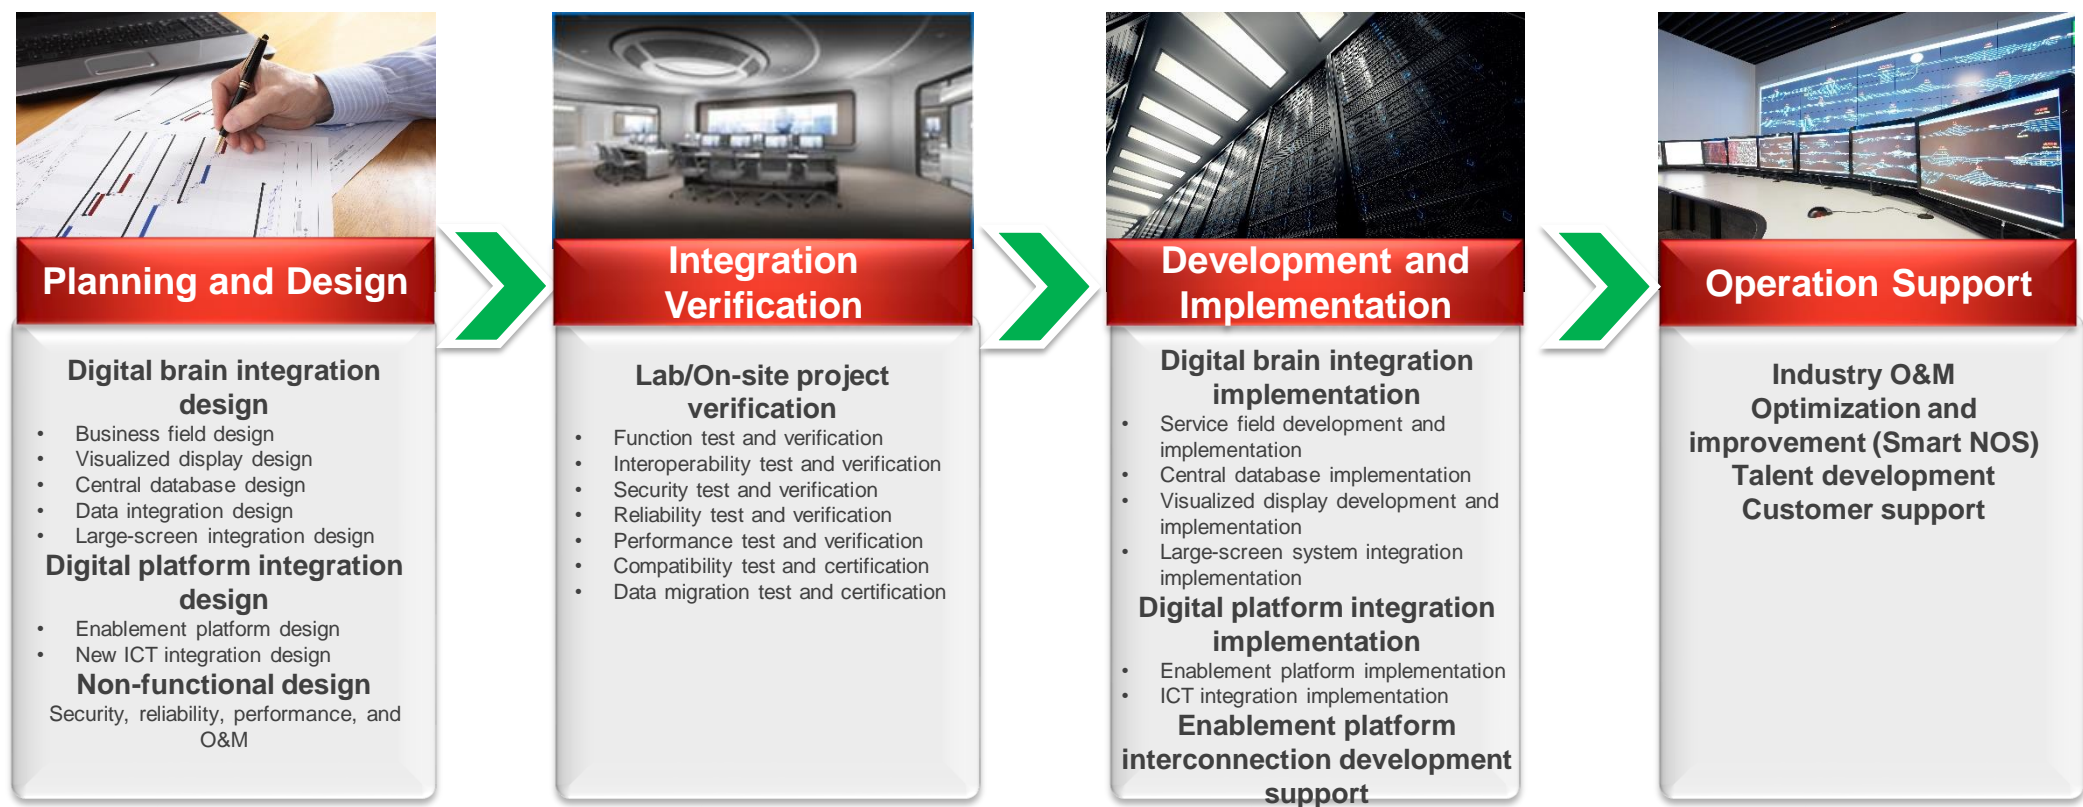 Planning and Design
Digital brain integration
design
• Business field design
• Visualized display design
• Central database design
• Data integration design
• Large-screen integration design
Digital platform integration
design
• Enablement platform design
• New ICT integration design
Non-functional design
Security, reliability, performance, and
O&M
Integration
Verification
Lab/On-site project
verification
• Function test and verification
• Interoperability test and verification
• Security test and verification
• Reliability test and verification
• Performance test and verification
• Compatibility test and certification
• Data migration test and certification
Development and
Implementation
Digital brain integration
implementation
• Service field development and
implementation
• Central database implementation
• Visualized display development and
implementation
• Large-screen system integration
implementation
Digital platform integration
implementation
• Enablement platform implementation
• ICT integration implementation
Enablement platform
interconnection development
support
Operation Support
Industry O&M
Optimization and
improvement (Smart NOS)
Talent development
Customer support